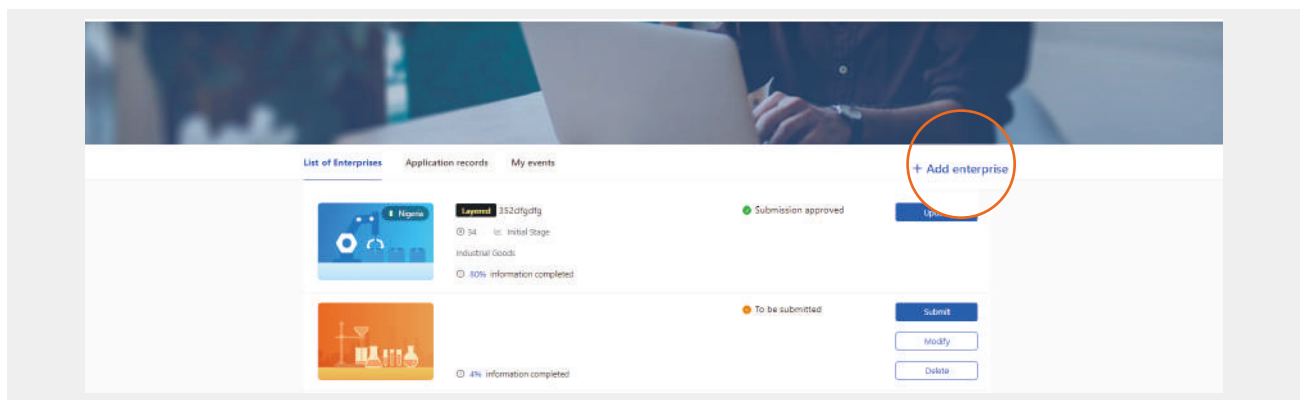 List of Enterprises Application records My events
+ Add enterprise
Nigeria
Layered 352dfgdfg
Submission approved
34 Initial Stage
Industrial Goods
80% information completed
To be submitted
Submit
Modify
4% information completed
Delete